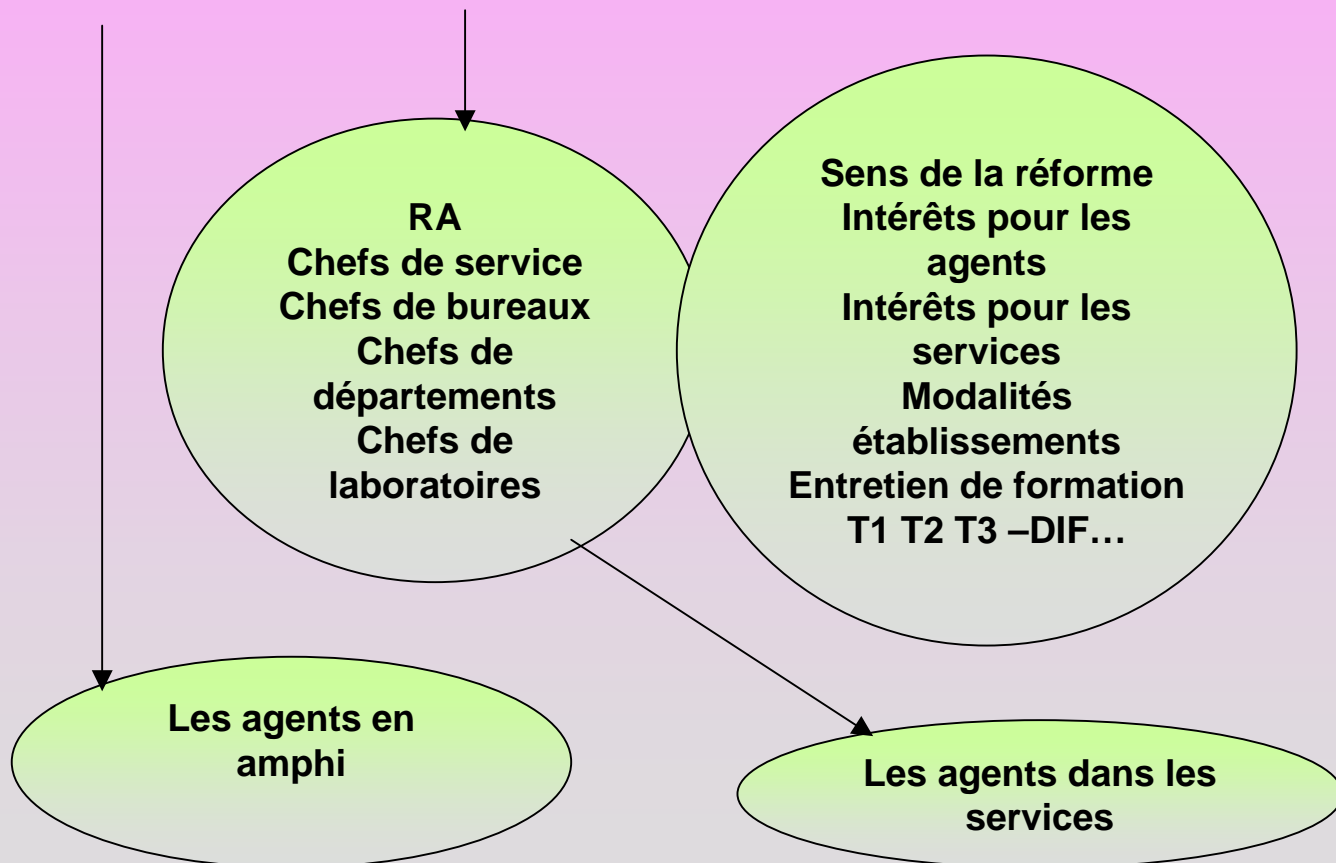 RA
Chefs de service
Chefs de bureaux
Chefs de
départements
Chefs de
laboratoires
Sens de la réforme
Intérêts pour les
agents
Intérêts pour les
services
Modalités
établissements
Entretien de formation
T1 T2 T3 –DIF…
Les agents en
amphi
Les agents dans les
services